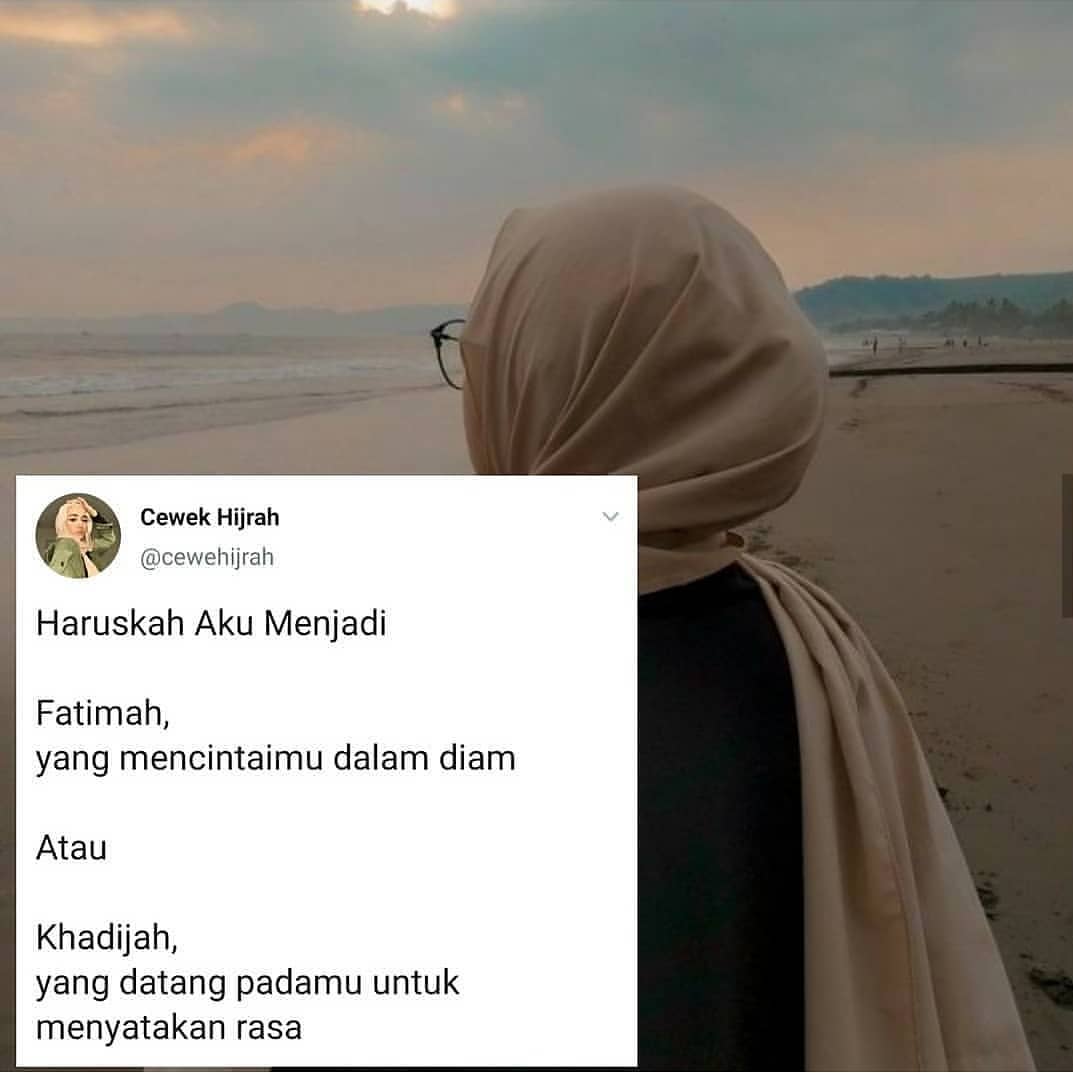 Cewek Hijrah
@cewehijrah
Haruskah Aku Menjadi
Fatimah,
yang mencintaimu dalam diam
Atau
Khadijah,
yang datang padamu untuk
menyatakan rasa